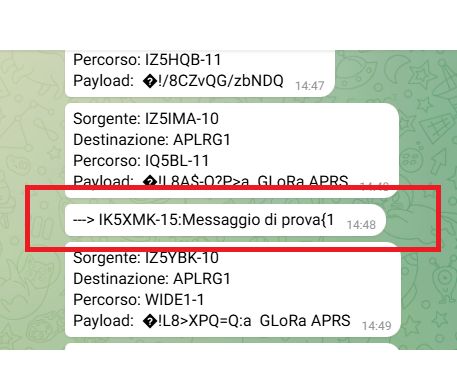 Percorso: IZ5HQB-11
Payload: �!/8CZvQG/zbNDQ 14:47
Sorgente: IZ5IMA-10
Destinazione: APLRG1
Percorso: IQ5BL-11
Payload: �!L8A$-Q?P>a GLoRa APRS 14:48
---> IK5XMK-15:Messaggio di prova{1 14:48
Sorgente: IZ5YBK-10
Destinazione: APLRG1
Percorso: WIDE1-1
Payload: �!L8>XPQ=Q:a GLoRa APRS 14:49